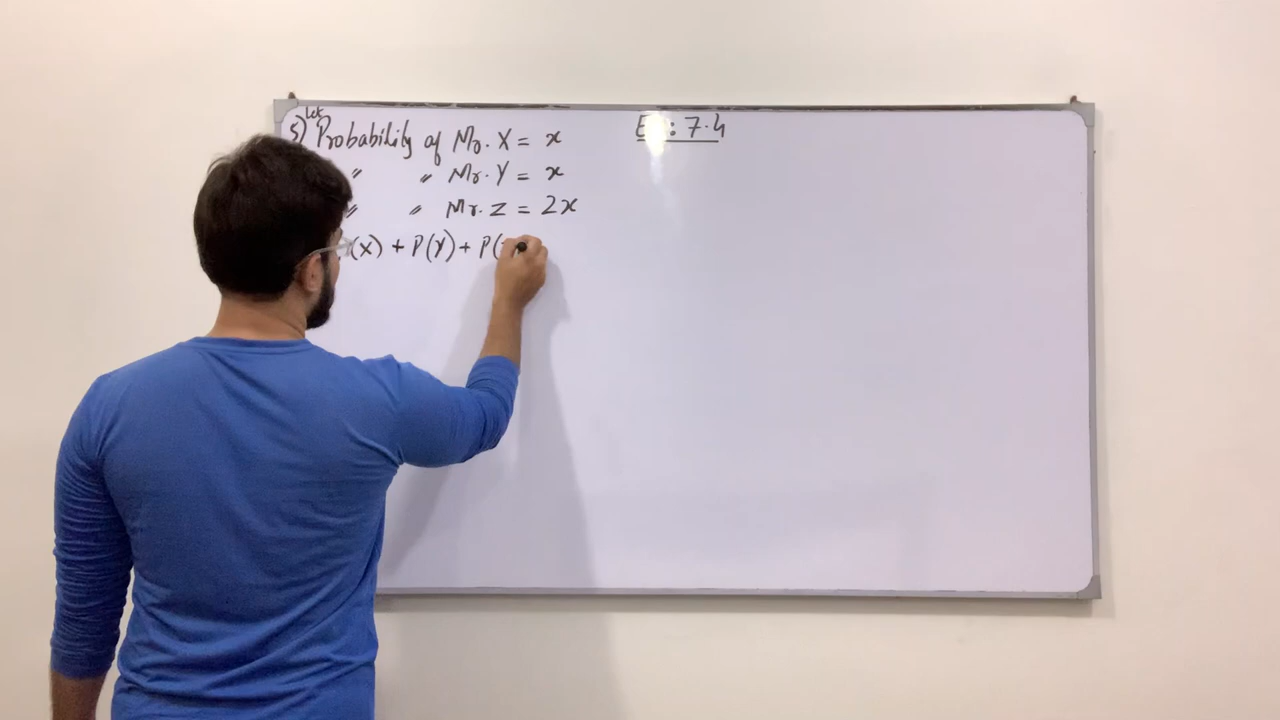 Ex: 7.4
Let
5) Probability of Mr. X = x
〃 〃 Mr. Y = x
〃 〃 Mr. Z = 2x
(X) + P(Y) + P(